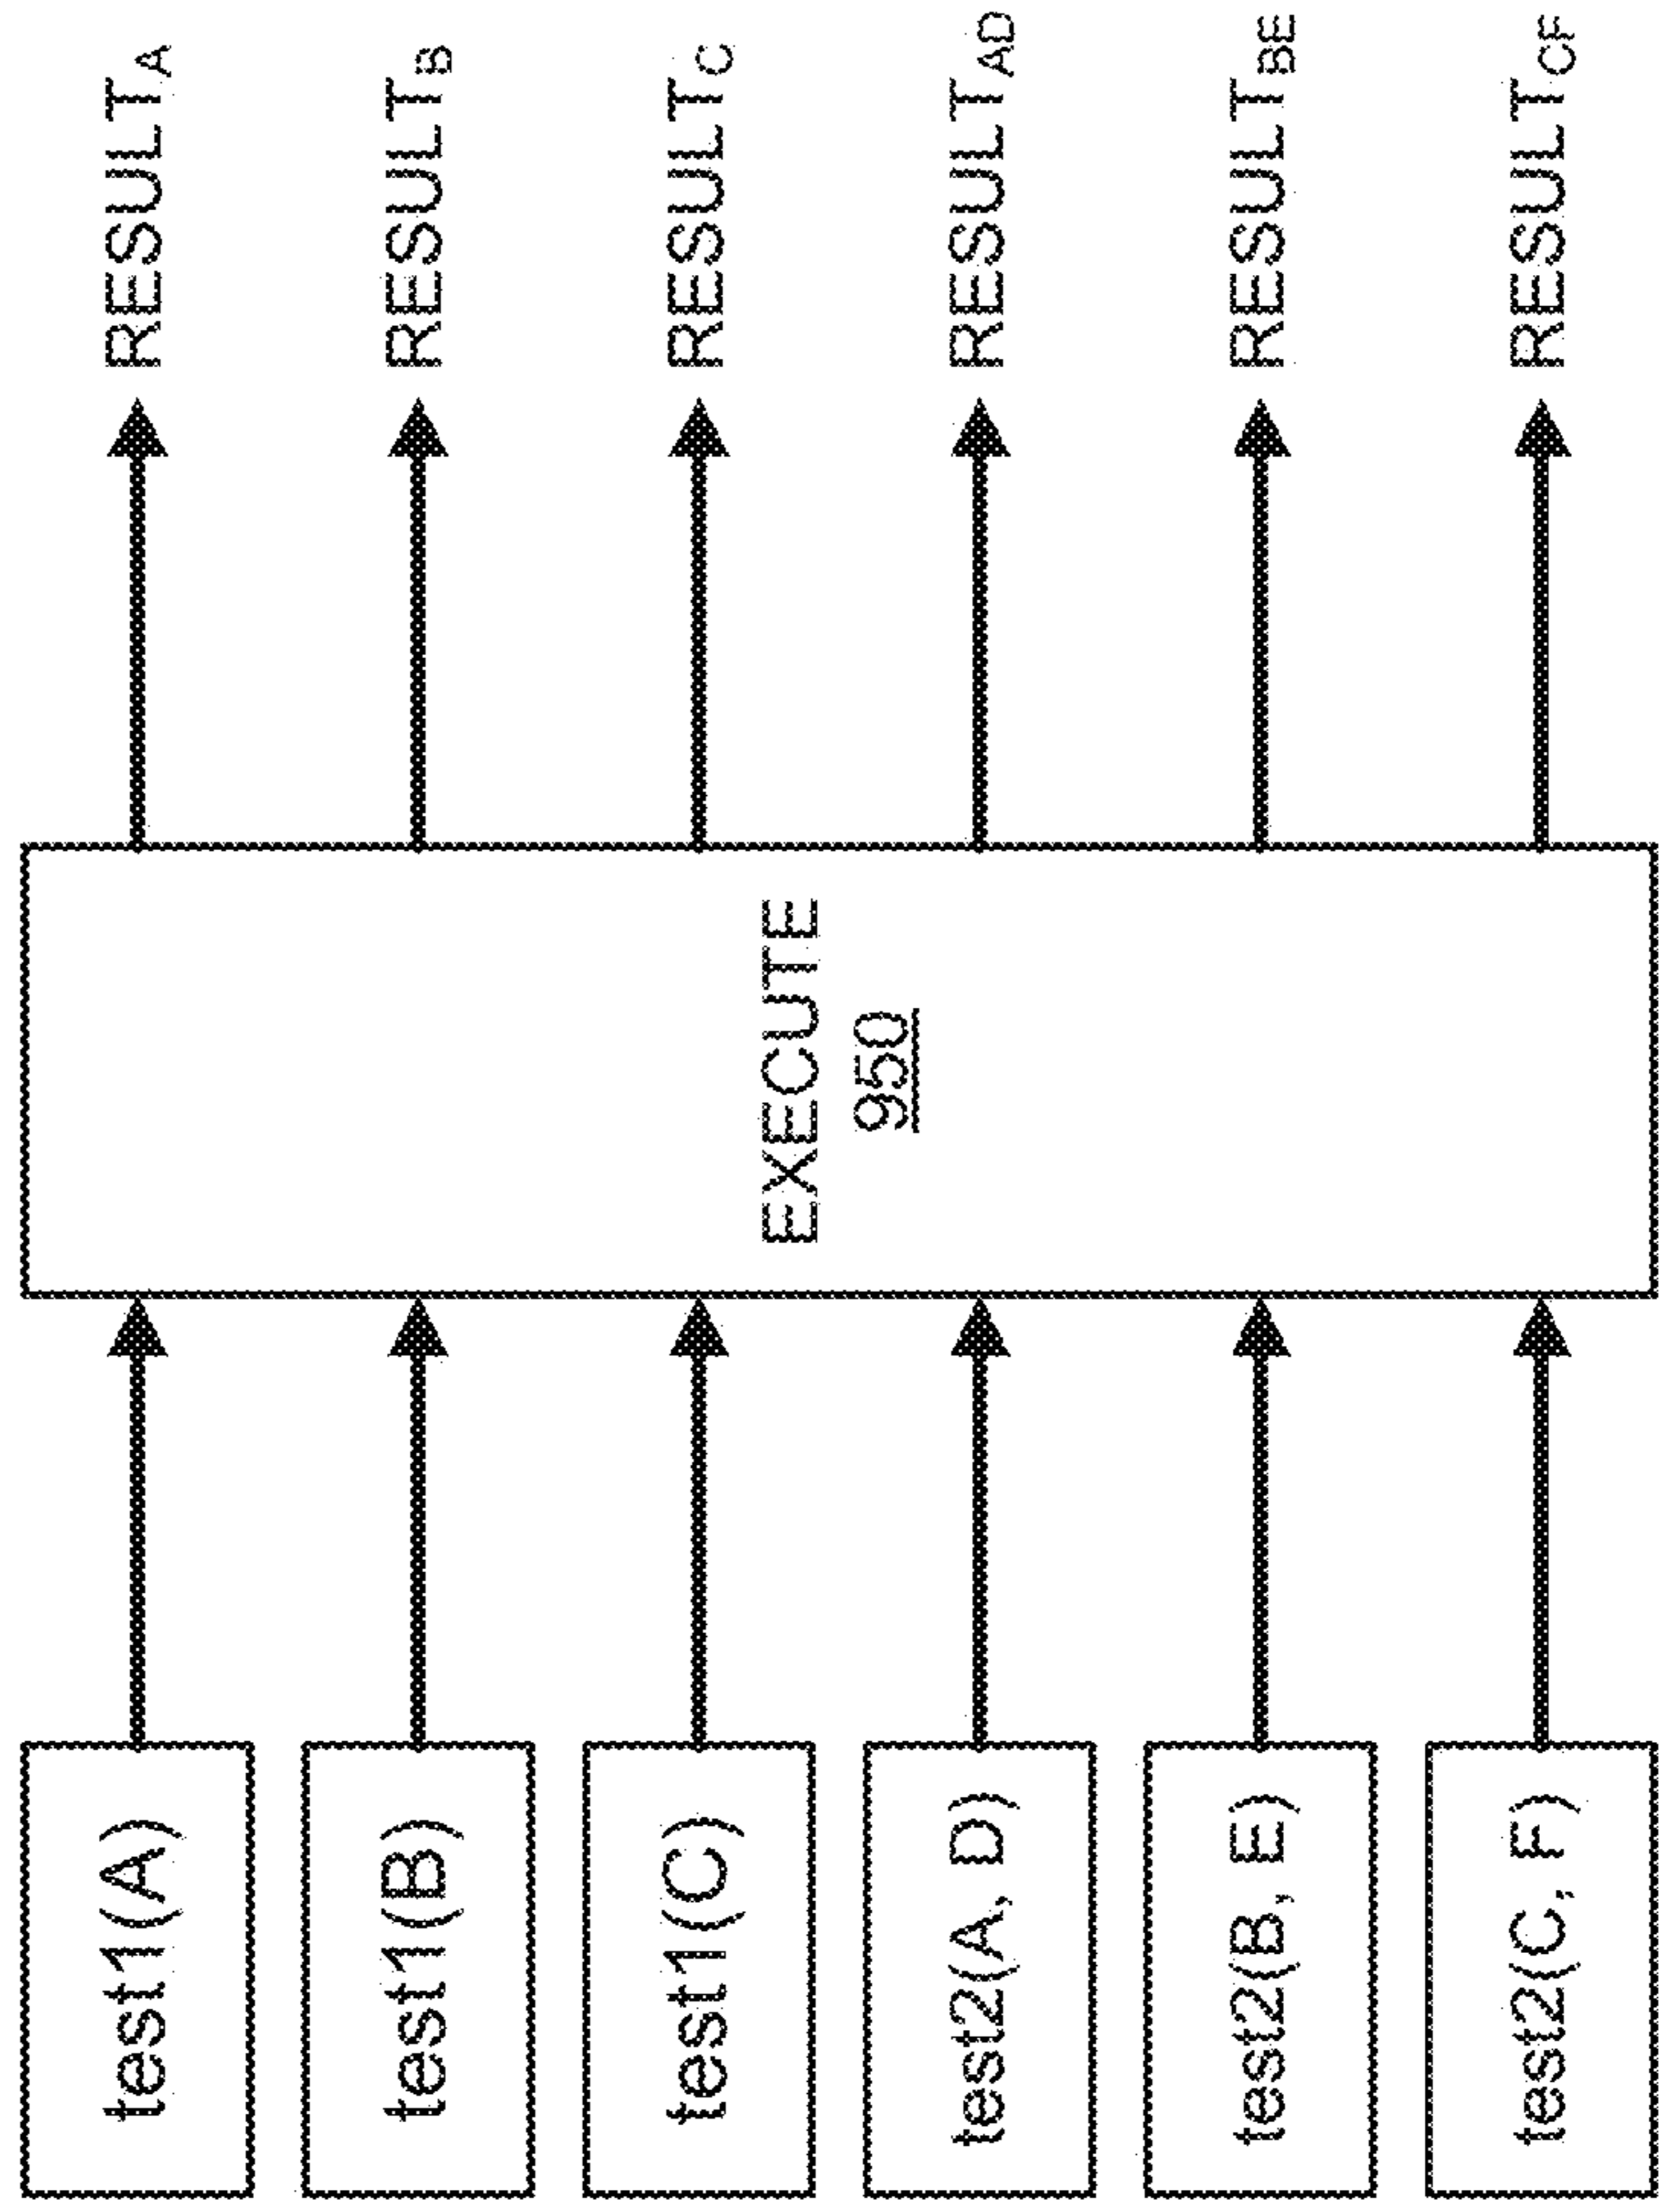 test1(A)
test1(B)
test1(C)
test2(A, D)
test2(B, E)
test2(C, F)
EXECUTE
950
RESULTA
RESULTB
RESULTC
RESULTAD
RESULTBE
RESULTCF